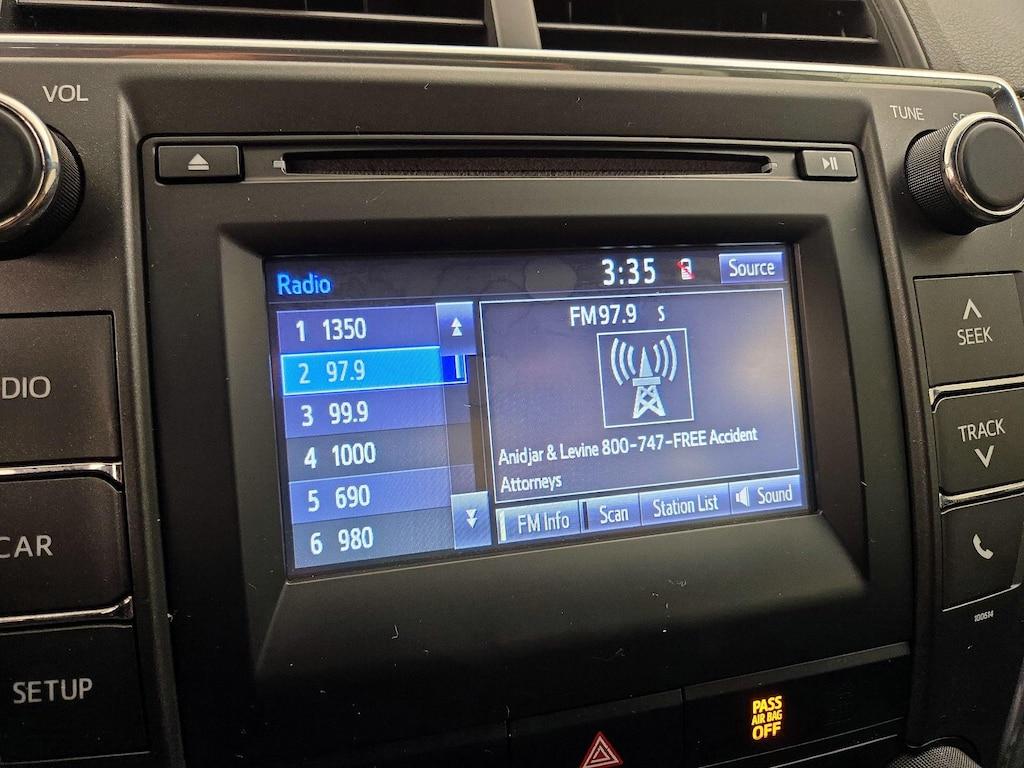 VOL
TUNE
Radio
3:35
Source
1 1350
2 97.9
3 99.9
4 1000
5 690
6 980
FM97.9 S
Anidjar & Levine 800-747-FREE Accident
Attorneys
FM Info
Scan
Station List
Sound
DIO
CAR
SETUP
SEEK
TRACK
100514
PASS
AIR BAG
OFF